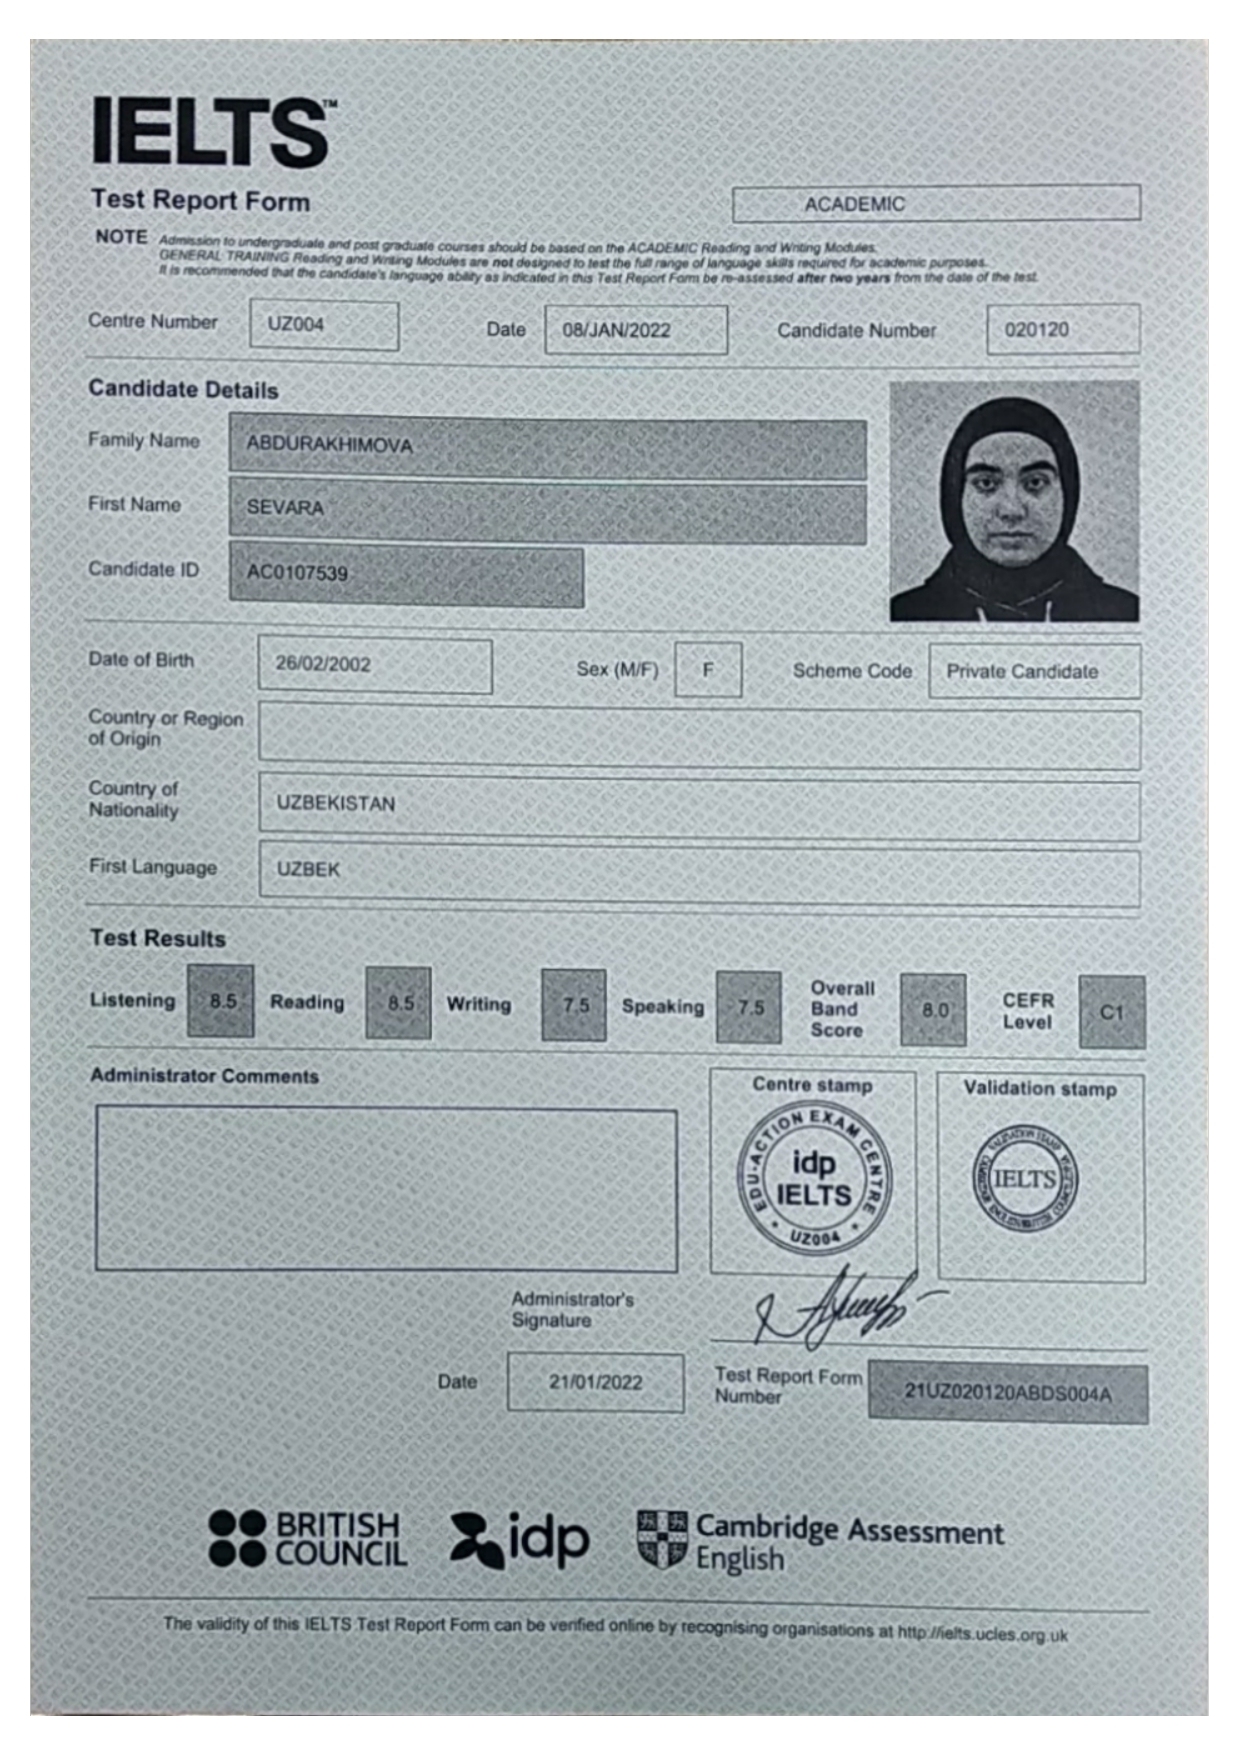 IELTS™
Test Report Form
ACADEMIC
NOTE Admission to undergraduate and post graduate courses should be based on the ACADEMIC Reading and Writing Modules.
GENERAL TRAINING Reading and Writing Modules are not designed to test the full range of language skills required for academic purposes.
It is recommended that the candidate's language ability as indicated in this Test Report Form be re-assessed after two years from the date of the test.
Centre Number UZ004 Date 08/JAN/2022 Candidate Number 020120
Candidate Details
Family Name ABDURAKHIMOVA
First Name SEVARA
Candidate ID AC0107539
Date of Birth 26/02/2002 Sex (M/F) F Scheme Code Private Candidate
Country or Region
of Origin
Country of
Nationality
UZBEKISTAN
First Language UZBEK
Test Results
Listening 8.5 Reading 8.5 Writing 7.5 Speaking 7.5
Overall
Band
Score
8.0
CEFR
Level
C1
Administrator Comments
Centre stamp
EDU-ACTION EXAM CENTRE
idp
IELTS
UZ004
Validation stamp
IELTS
Administrator's
Signature
Date 21/01/2022
Test Report Form
Number
21UZ020120ABDS004A
BRITISH
COUNCIL
idp
Cambridge Assessment
English
The validity of this IELTS Test Report Form can be verified online by recognising organisations at http://ielts.ucles.org.uk